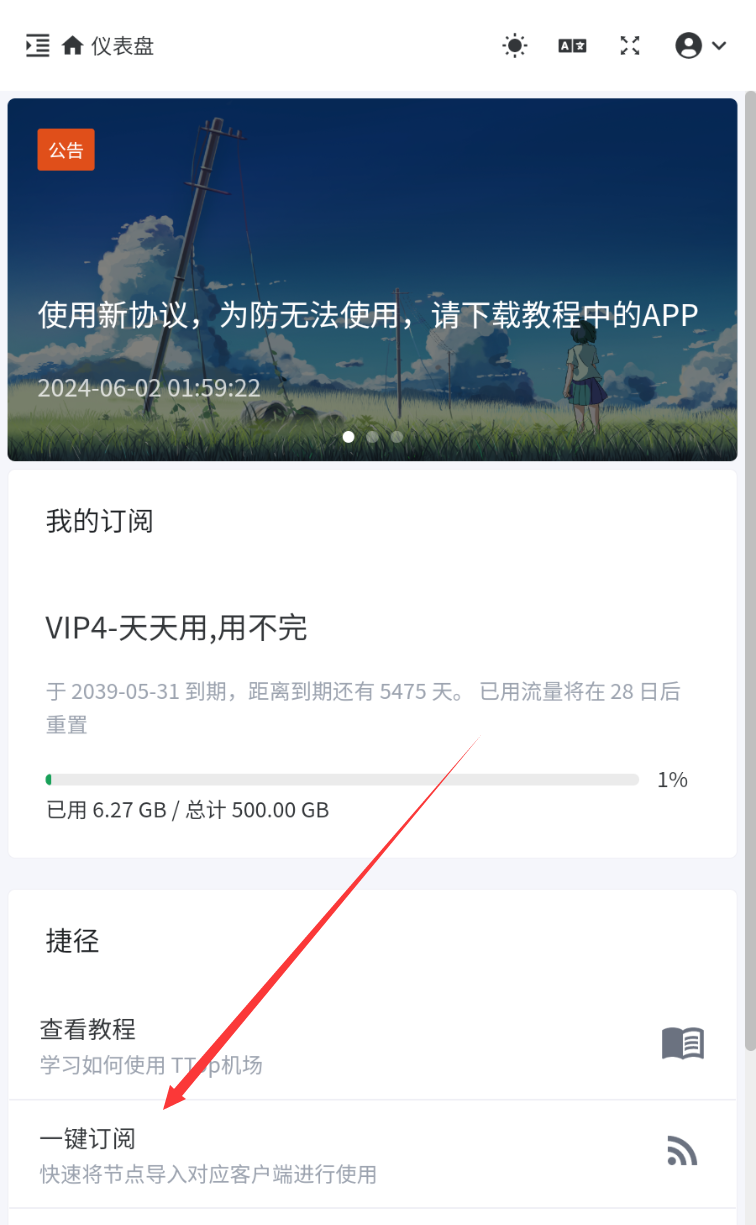 仪表盘
公告
使用新协议，为防无法使用，请下载教程中的APP
2024-06-02 01:59:22
我的订阅
VIP4-天天用,用不完
于 2039-05-31 到期，距离到期还有 5475 天。 已用流量将在 28 日后
重置
1%
已用 6.27 GB / 总计 500.00 GB
捷径
查看教程
学习如何使用 TTop机场
一键订阅
快速将节点导入对应客户端进行使用